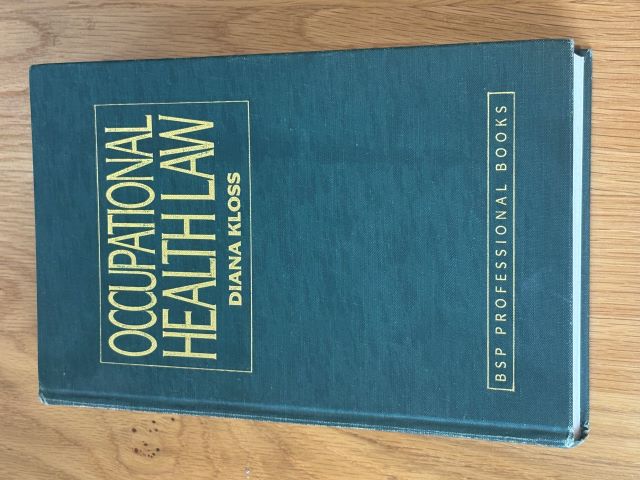 OCCUPATIONAL
HEALTH LAW
DIANA KLOSS
BSP PROFESSIONAL BOOKS